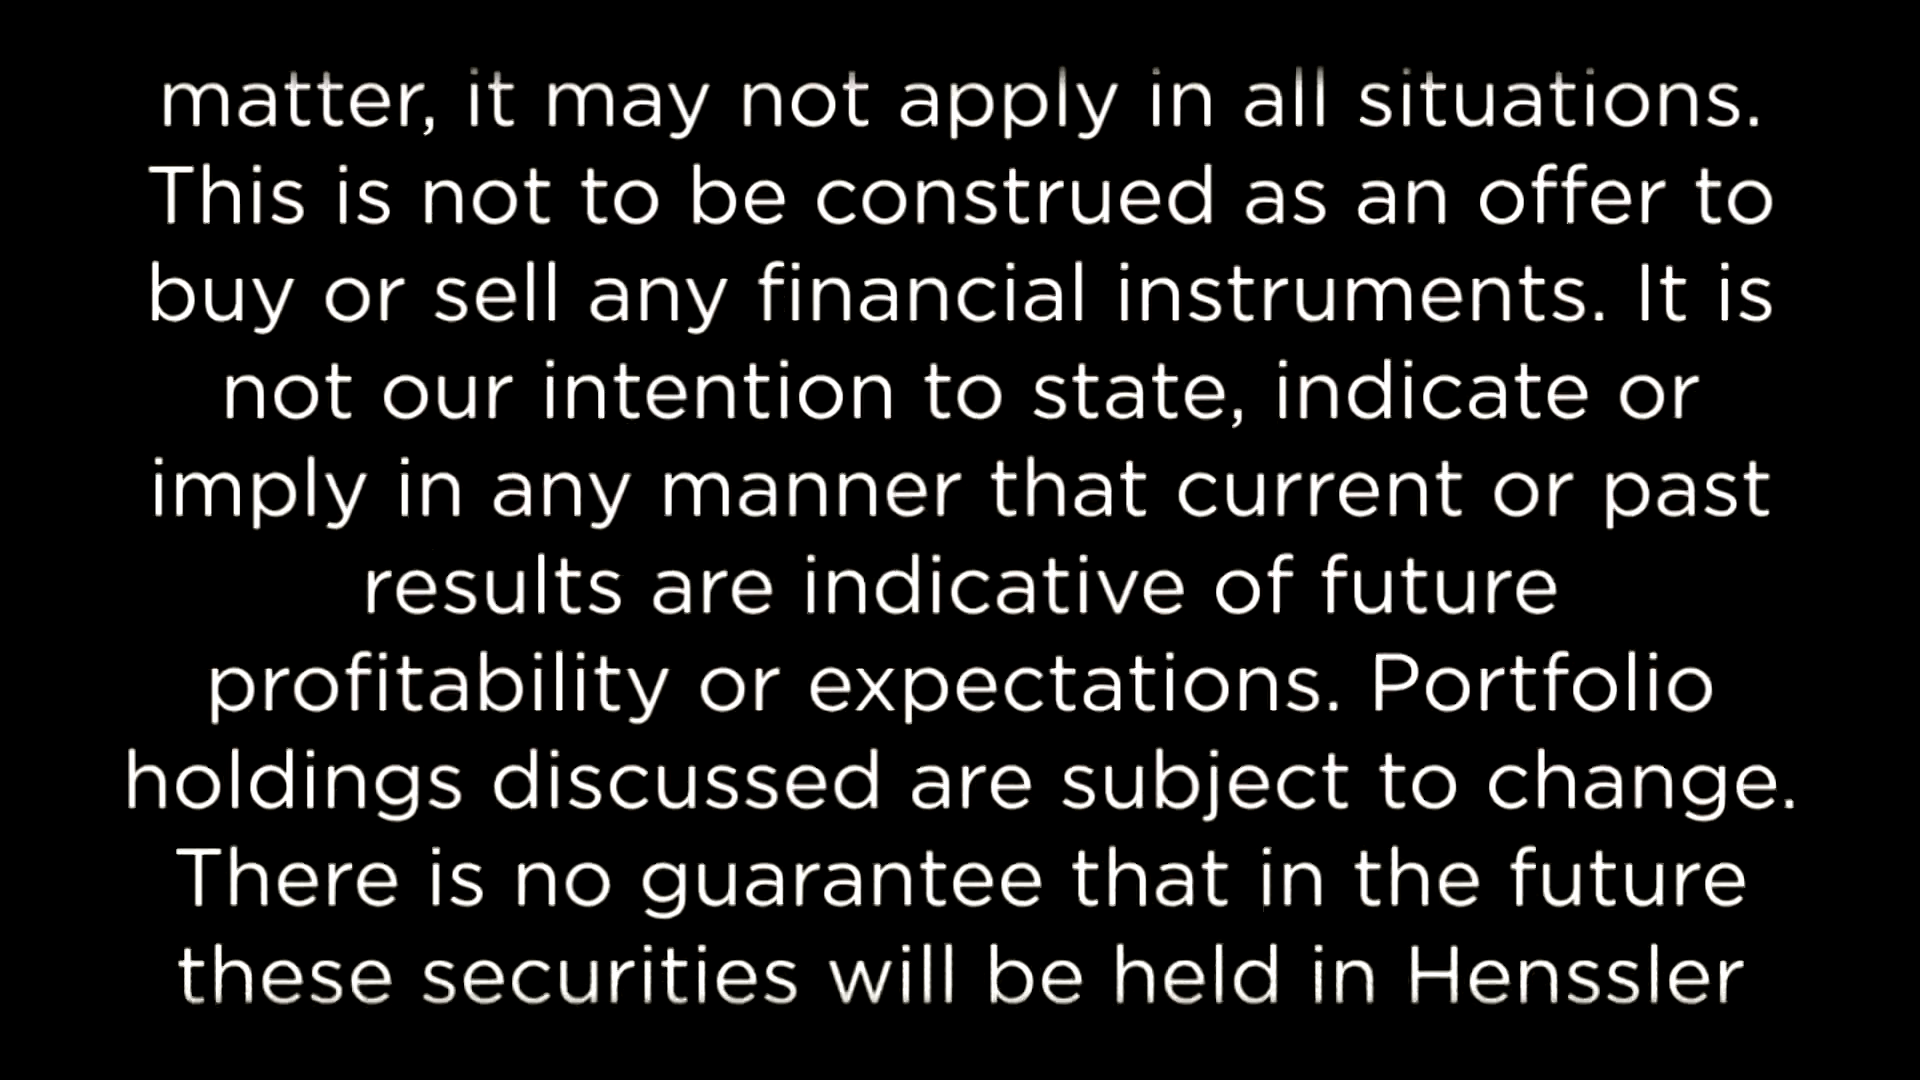 matter, it may not apply in all situations.
This is not to be construed as an offer to
buy or sell any financial instruments. It is
not our intention to state, indicate or
imply in any manner that current or past
results are indicative of future
profitability or expectations. Portfolio
holdings discussed are subject to change.
There is no guarantee that in the future
these securities will be held in Henssler